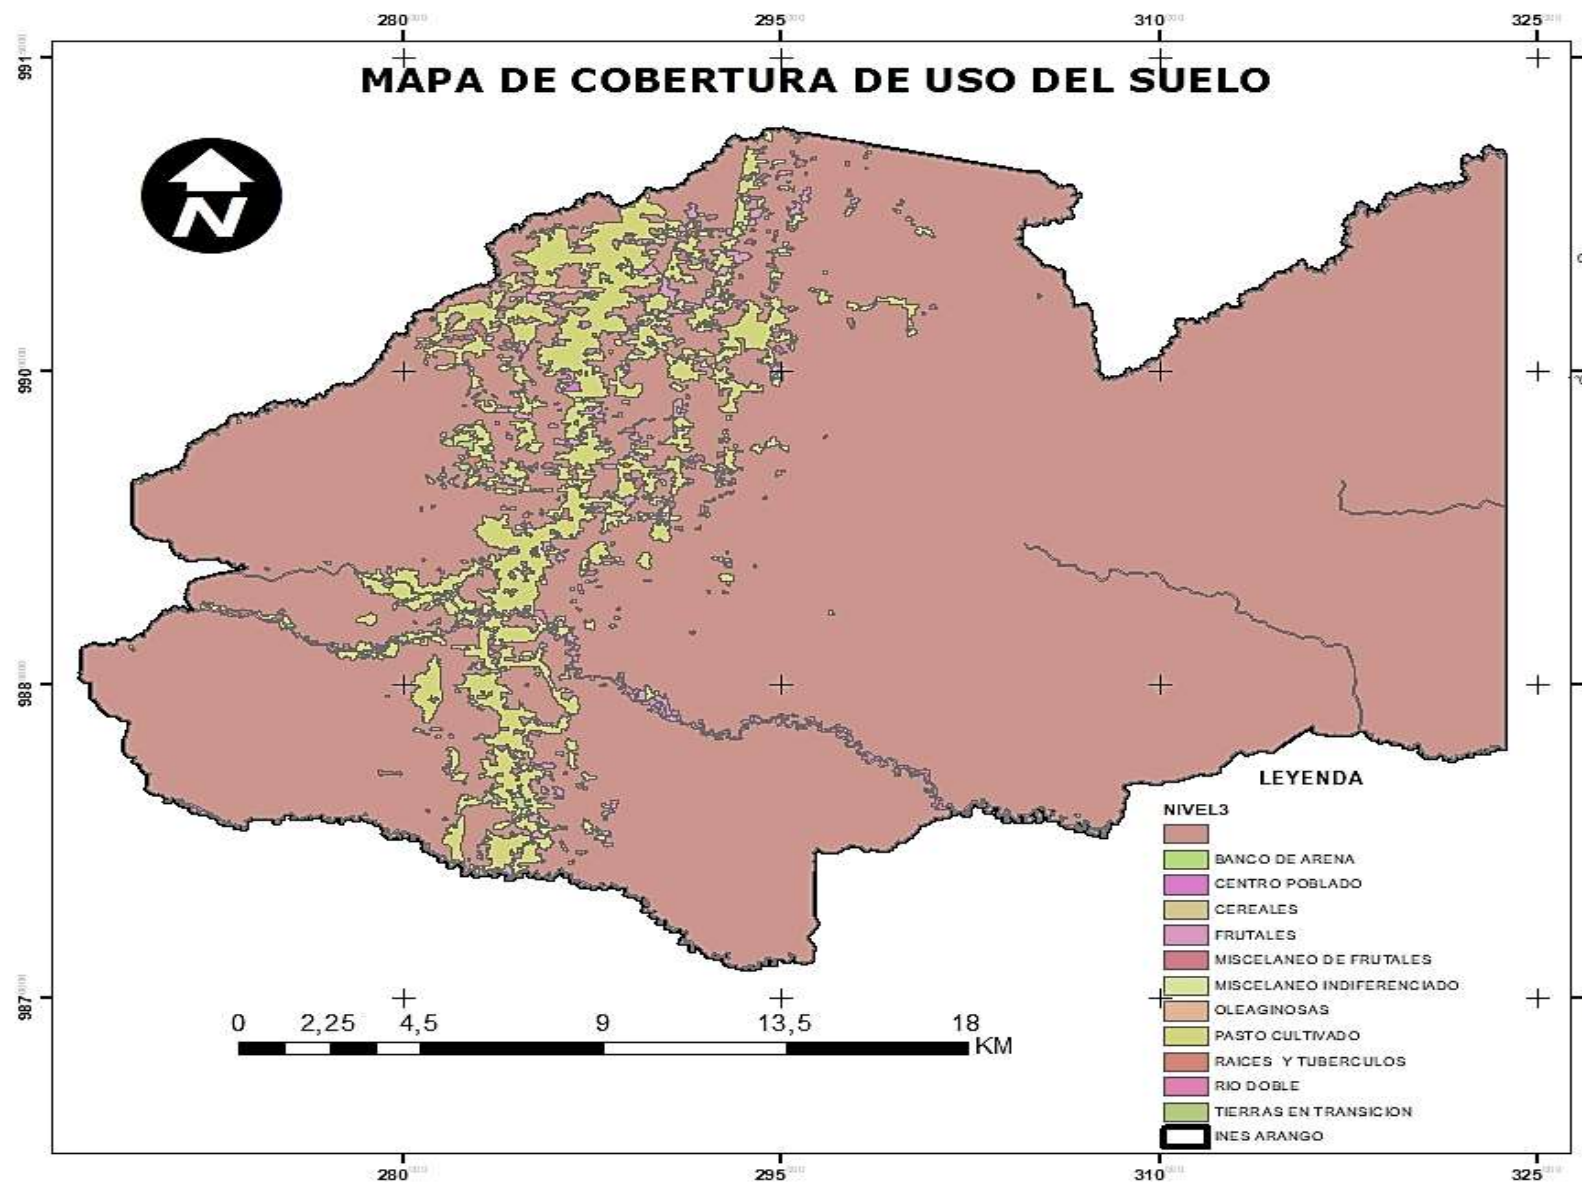 280 295 310 325
MAPA DE COBERTURA DE USO DEL SUELO
N
991
990
988
987
0 2,25 4,5 9 13,5 18
KM
LEYENDA
NIVEL3
BANCO DE ARENA
CENTRO POBLADO
CEREALES
FRUTALES
MISCELANEO DE FRUTALES
MISCELANEO INDIFERENCIADO
OLEAGINOSAS
PASTO CULTIVADO
RAICES Y TUBERCULOS
RIO DOBLE
TIERRAS EN TRANSICION
INES ARANGO
280 295 310 325